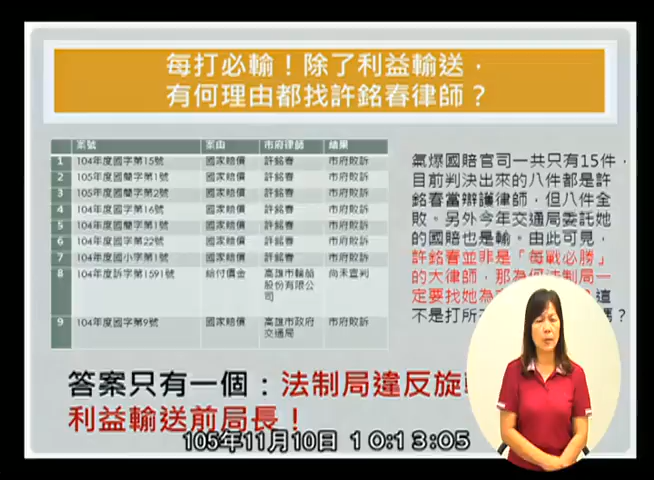 每打必輸！除了利益輸送，
有何理由都找許銘春律師？
案號 案由 市府律師 結果
1 104年度國字第15號 國家賠償 許銘春 市府敗訴
2 105年度國簡字第1號 國家賠償 許銘春 市府敗訴
3 105年度國簡字第2號 國家賠償 許銘春 市府敗訴
4 104年度國字第16號 國家賠償 許銘春 市府敗訴
5 104年度國簡字第1號 國家賠償 許銘春 市府敗訴
6 104年度國字第22號 國家賠償 許銘春 市府敗訴
7 104年度國小字第1號 國家賠償 許銘春 市府敗訴
8 104年度訴字第1591號 給付價金 高雄市輪船 尚未宣判
股份有限公
司
9 104年度國字第9號 國家賠償 高雄市政府 市府敗訴
交通局
氣爆國賠官司一共只有15件，
目前判決出來的八件都是許
銘春當辯護律師，但八件全
敗。另外今年交通局委託她
的國賠也是輸。由此可見，
許銘春並非是「每戰必勝」
的大律師，那為何法制局一
定要找她為 這
不是打所 嗎？
答案只有一個：法制局違反旋
利益輸送前局長！
105年11月10日 10:13:05